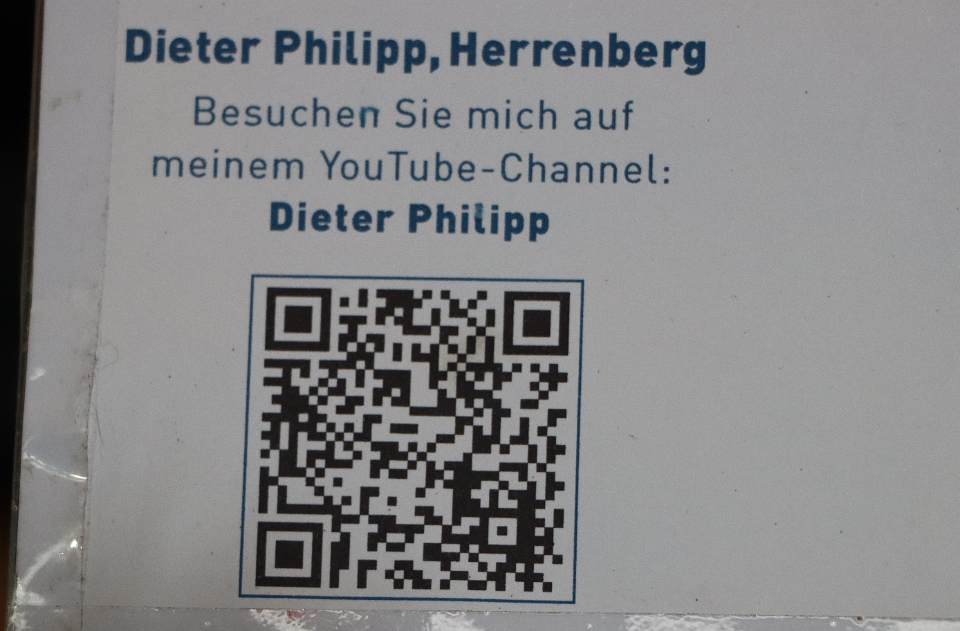 Dieter Philipp, Herrenberg
Besuchen Sie mich auf
meinem YouTube-Channel:
Dieter Philipp